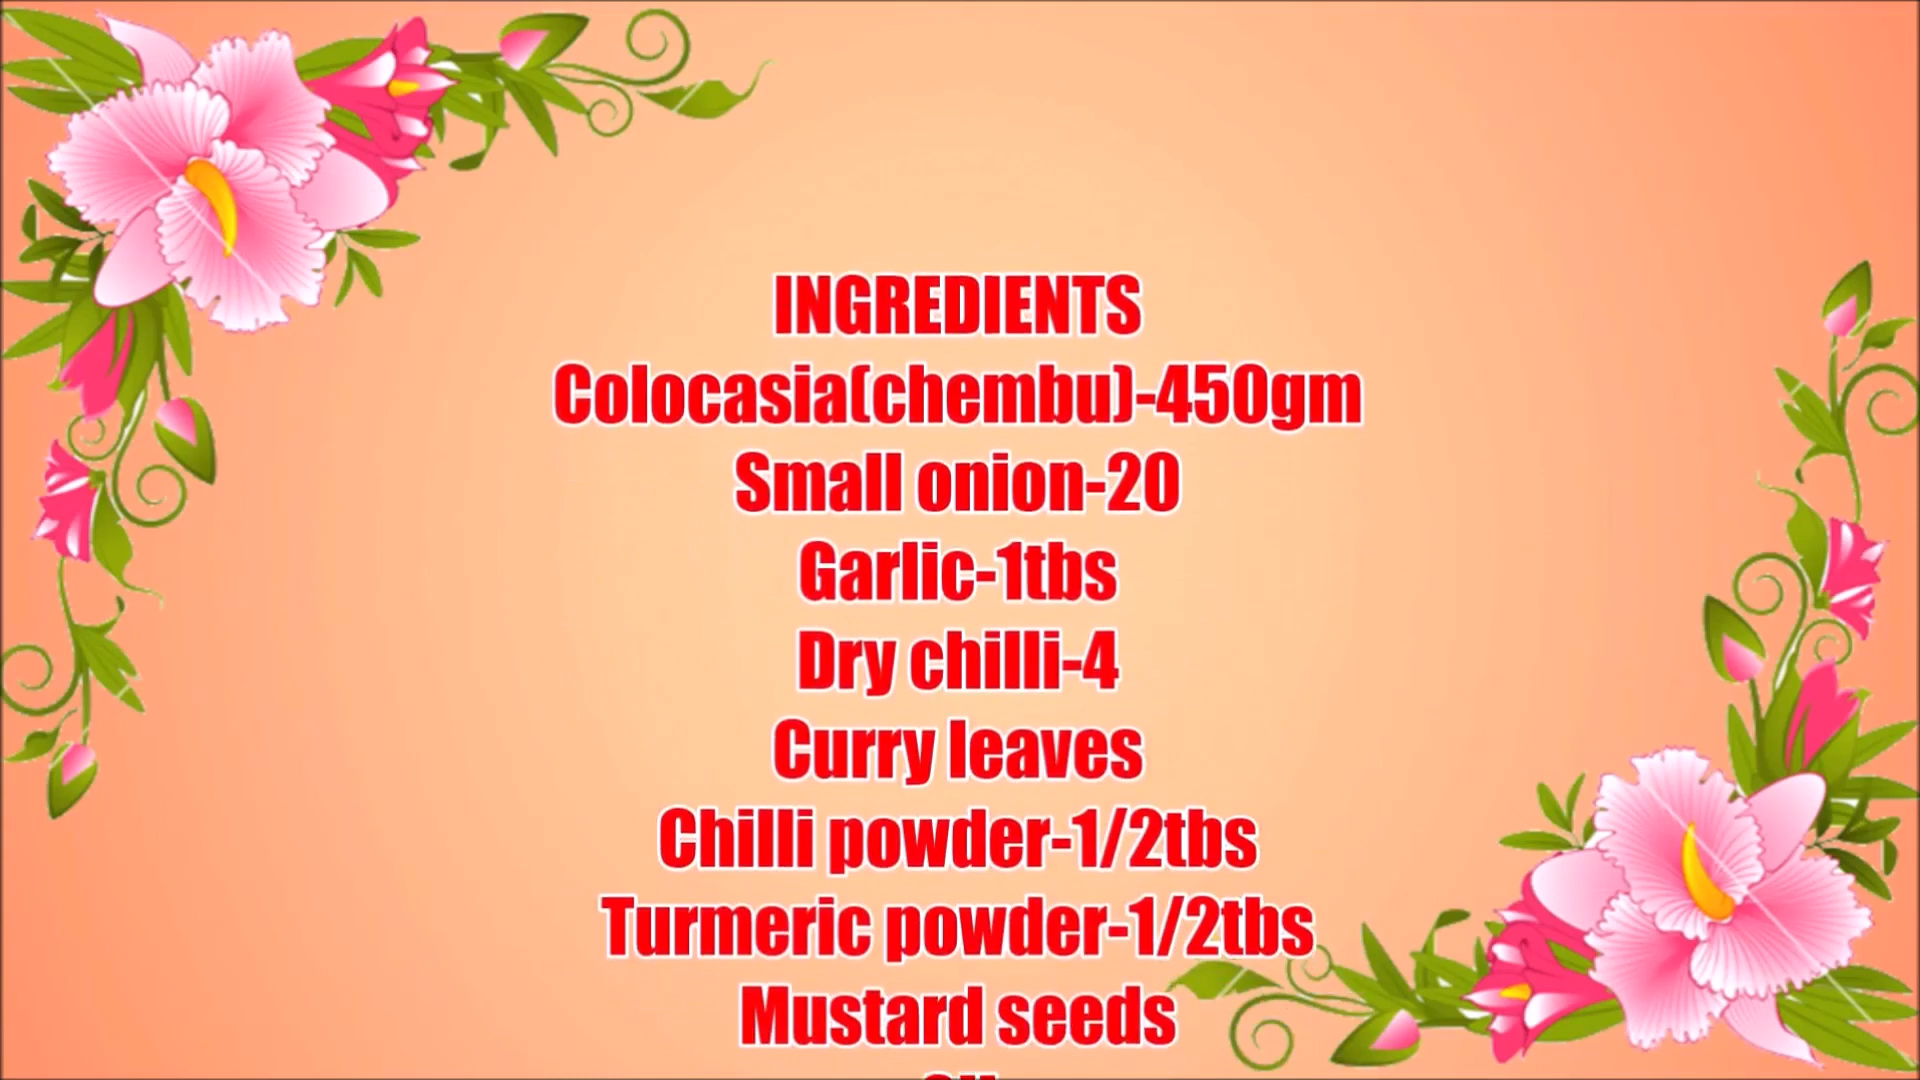 INGREDIENTS
Colocasia(chembu)-450gm
Small onion-20
Garlic-1tbs
Dry chilli-4
Curry leaves
Chilli powder-1/2tbs
Turmeric powder-1/2tbs
Mustard seeds